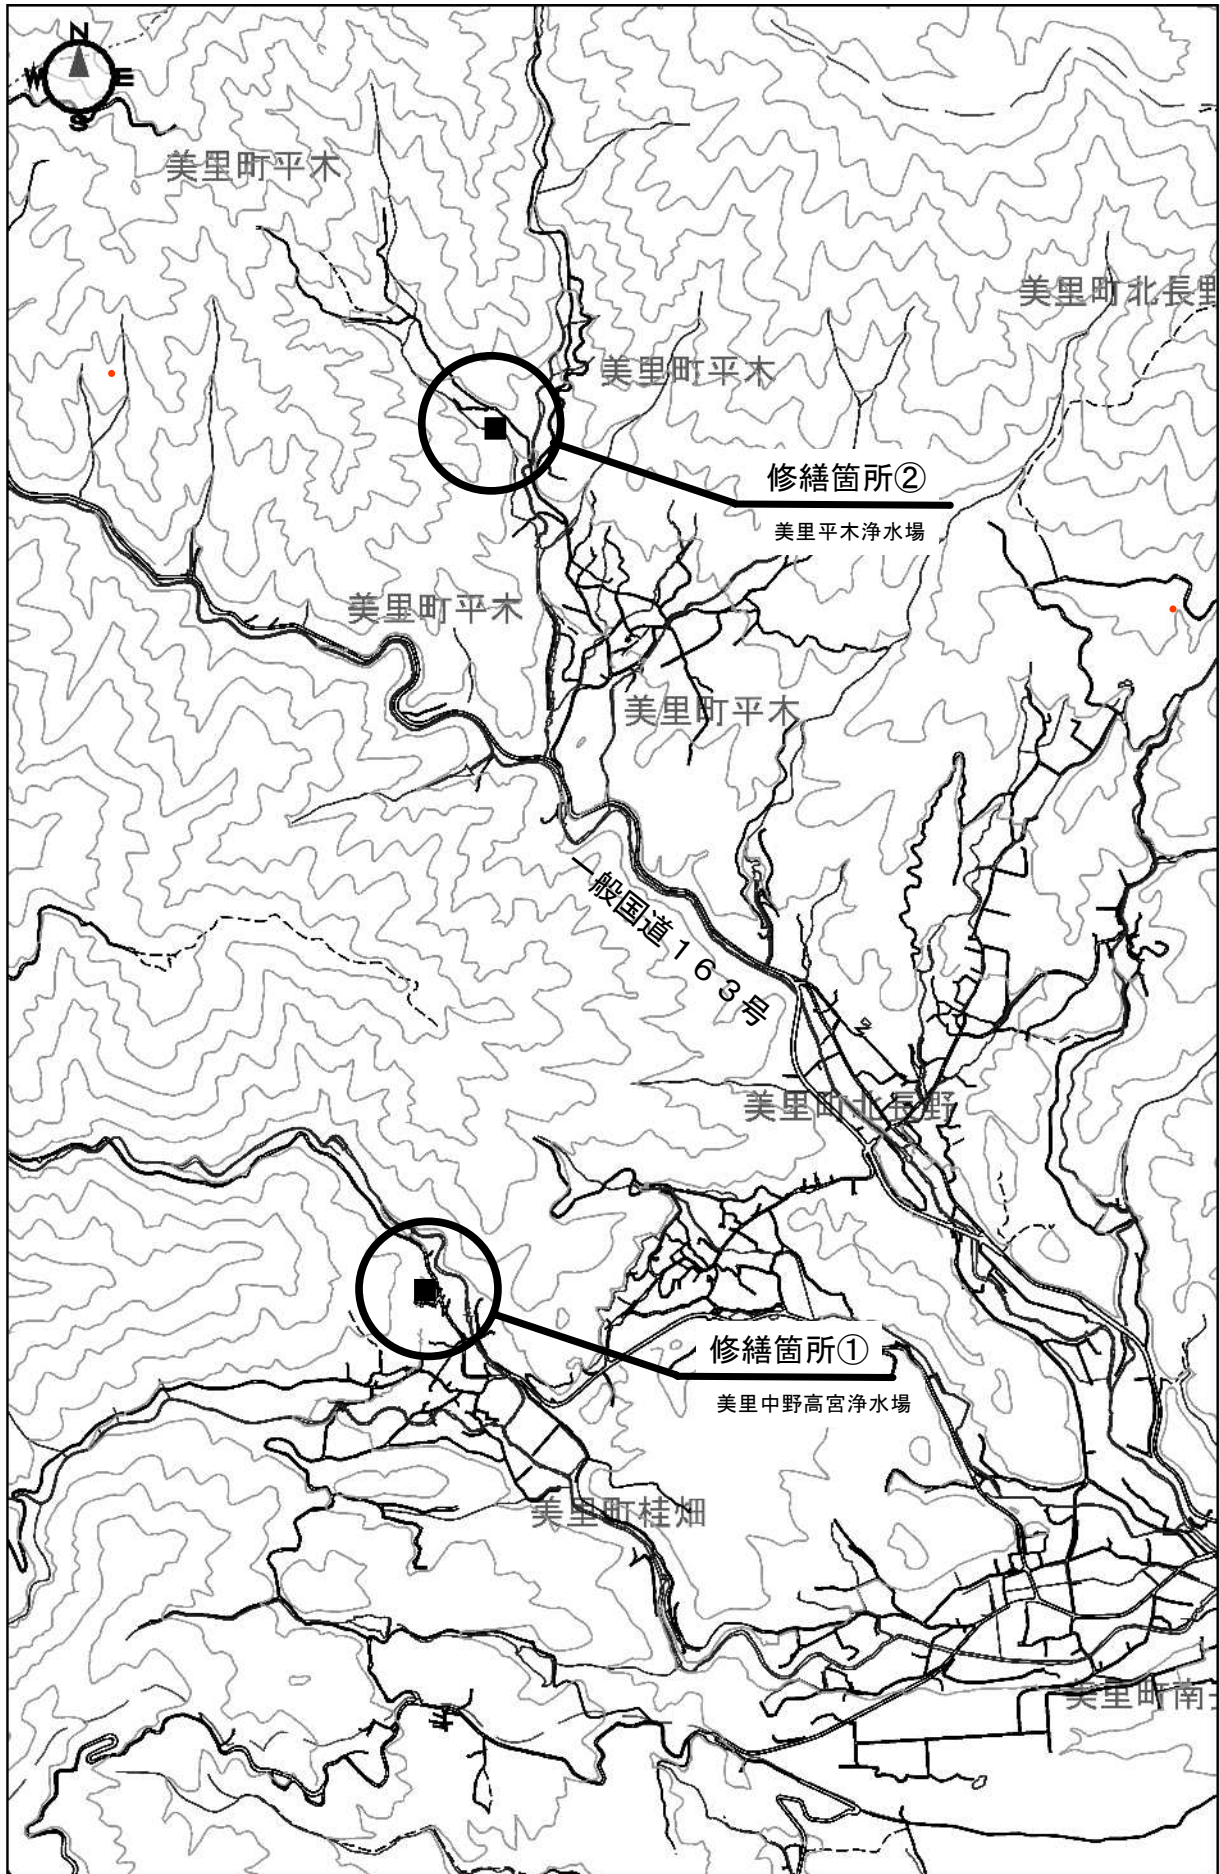 N
W
E
S
美里町平木
美里町北長野
美里町平木
修繕箇所②
美里平木浄水場
美里町平木
美里町平木
一般国道163号
美里町北長野
修繕箇所①
美里中野高宮浄水場
美里町桂畑
美里町南